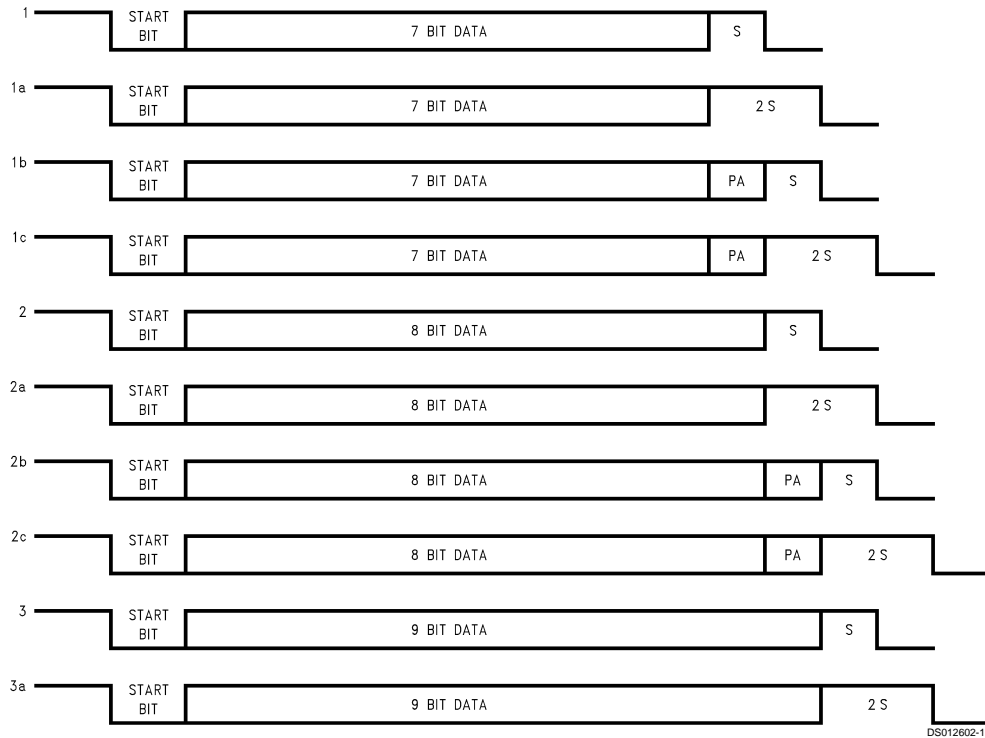 1 START BIT 7 BIT DATA S
1a START BIT 7 BIT DATA 2 S
1b START BIT 7 BIT DATA PA S
1c START BIT 7 BIT DATA PA 2 S
2 START BIT 8 BIT DATA S
2a START BIT 8 BIT DATA 2 S
2b START BIT 8 BIT DATA PA S
2c START BIT 8 BIT DATA PA 2 S
3 START BIT 9 BIT DATA S
3a START BIT 9 BIT DATA 2 S
DS012602-1